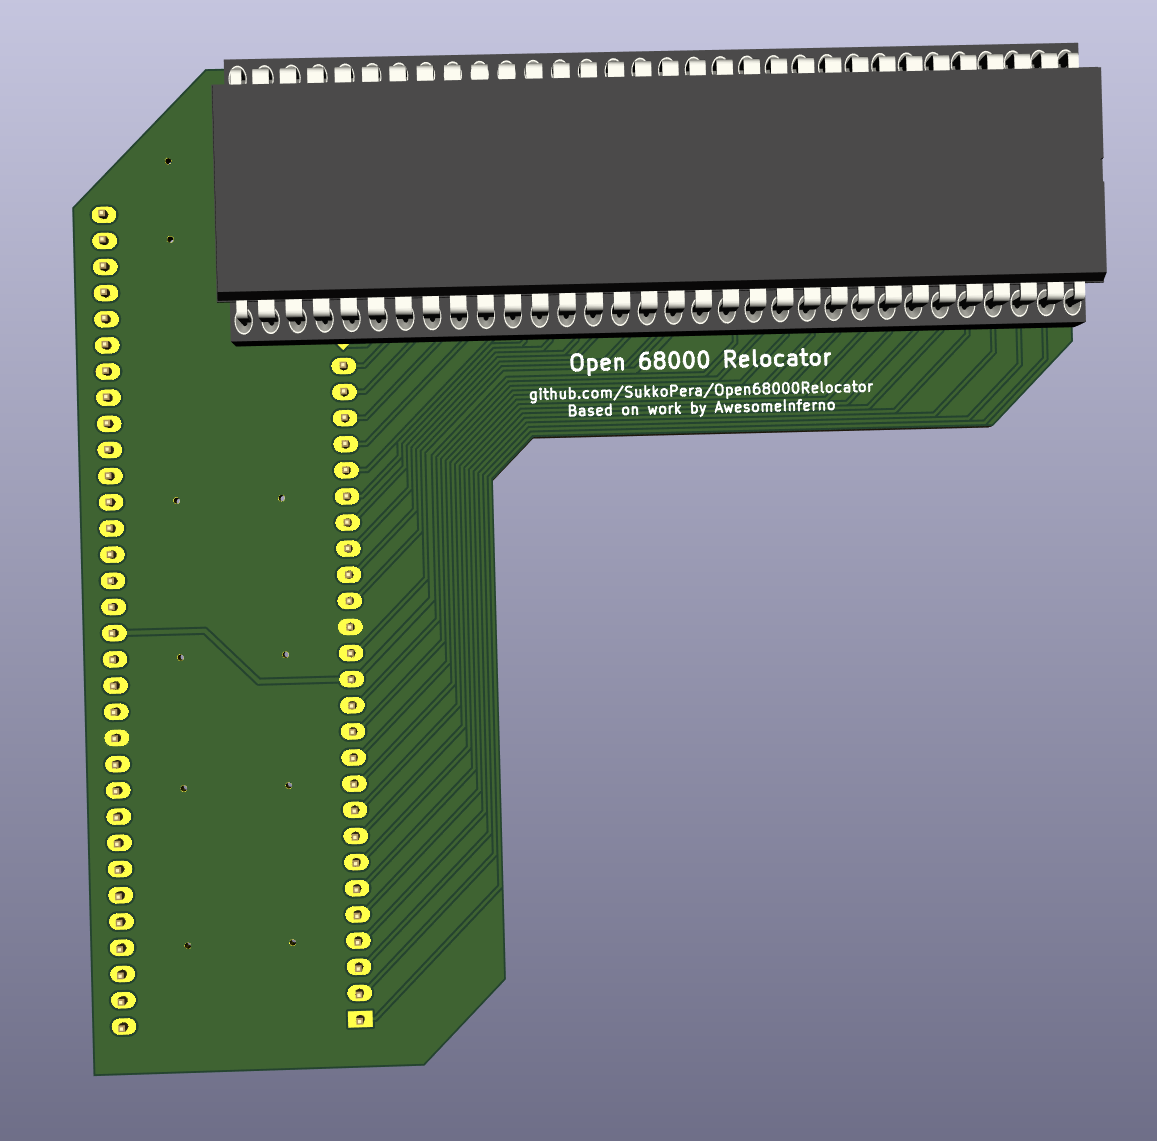 Open 68000 Relocator
github.com/SukkoPera/Open68000Relocator
Based on work by AwesomeInferno